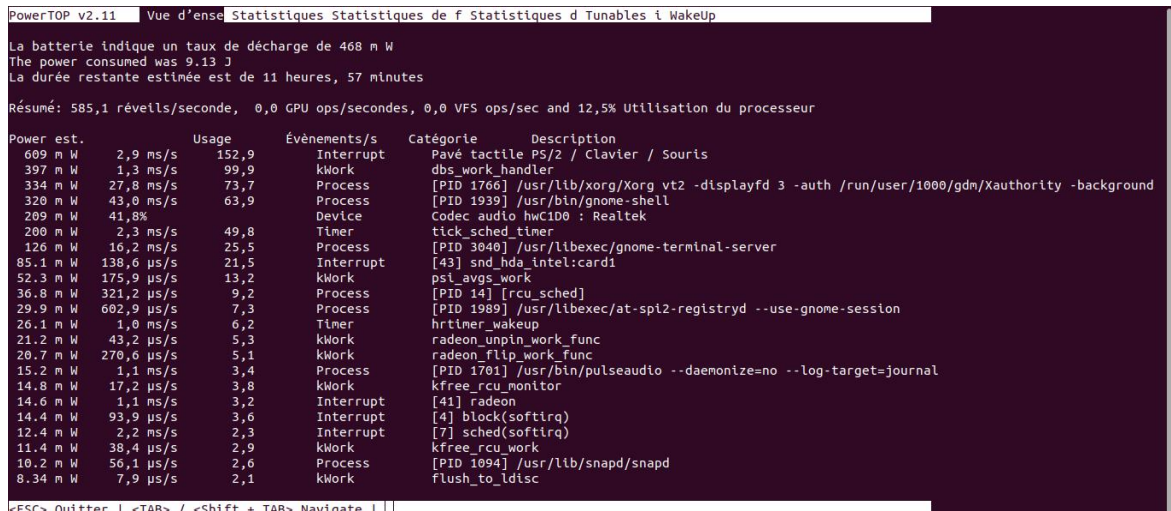 PowerTOP v2.11 Vue d'ense Statistiques Statistiques de f Statistiques d Tunables i WakeUp
La batterie indique un taux de décharge de 468 m W
The power consumed was 9.13 J
La durée restante estimée est de 11 heures, 57 minutes
Résumé: 585,1 réveils/seconde, 0,0 GPU ops/secondes, 0,0 VFS ops/sec and 12,5% Utilisation du processeur
Power est. Usage Évènements/s Catégorie Description
609 m W 2,9 ms/s 152,9 Interrupt Pavé tactile PS/2 / Clavier / Souris
397 m W 1,3 ms/s 99,9 kWork dbs_work_handler
334 m W 27,8 ms/s 73,7 Process [PID 1766] /usr/lib/xorg/Xorg vt2 -displayfd 3 -auth /run/user/1000/gdm/Xauthority -background
320 m W 43,0 ms/s 63,9 Process [PID 1939] /usr/bin/gnome-shell
209 m W 41,8% Device Codec audio hwC1D0 : Realtek
200 m W 2,3 ms/s 49,8 Timer tick_sched_timer
126 m W 16,2 ms/s 25,5 Process [PID 3040] /usr/libexec/gnome-terminal-server
85.1 m W 138,6 µs/s 21,5 Interrupt [43] snd_hda_intel:card1
52.3 m W 175,9 µs/s 13,2 kWork psi_avgs_work
36.8 m W 321,2 µs/s 9,2 Process [PID 14] [rcu_sched]
29.9 m W 602,9 µs/s 7,3 Process [PID 1989] /usr/libexec/at-spi2-registryd --use-gnome-session
26.1 m W 1,0 ms/s 6,2 Timer hrtimer_wakeup
21.2 m W 43,2 µs/s 5,3 kWork radeon_unpin_work_func
20.7 m W 270,6 µs/s 5,1 kWork radeon_flip_work_func
15.2 m W 1,1 ms/s 3,4 Process [PID 1701] /usr/bin/pulseaudio --daemonize=no --log-target=journal
14.8 m W 17,2 µs/s 3,8 kWork kfree_rcu_monitor
14.6 m W 1,1 ms/s 3,2 Interrupt [41] radeon
14.4 m W 93,9 µs/s 3,6 Interrupt [4] block(softirq)
12.4 m W 2,2 ms/s 2,3 Interrupt [7] sched(softirq)
11.4 m W 38,4 µs/s 2,9 kWork kfree_rcu_work
10.2 m W 56,1 µs/s 2,6 Process [PID 1094] /usr/lib/snapd/snapd
8.34 m W 7,9 µs/s 2,1 kWork flush_to_ldisc
<ESC> Quitter | <TAB> / <Shift + TAB> Navigate |